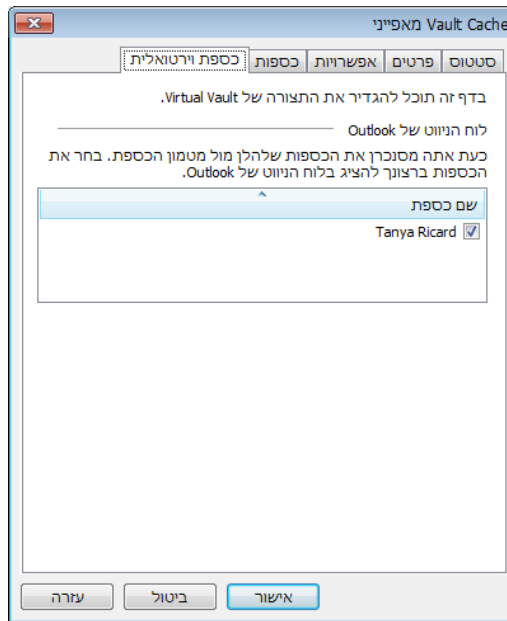 מאפייני Vault Cache
סטטוס
פרטים
אפשרויות
כספות
כספת וירטואלית
בדף זה תוכל להגדיר את התצורה של Virtual Vault.
לוח הניווט של Outlook
כעת אתה מסנכרן את הכספות שלהלן מול מטמון הכספת. בחר את
הכספות ברצונך להציג בלוח הניווט של Outlook.
שם כספת
Tanya Ricard
אישור
ביטול
עזרה